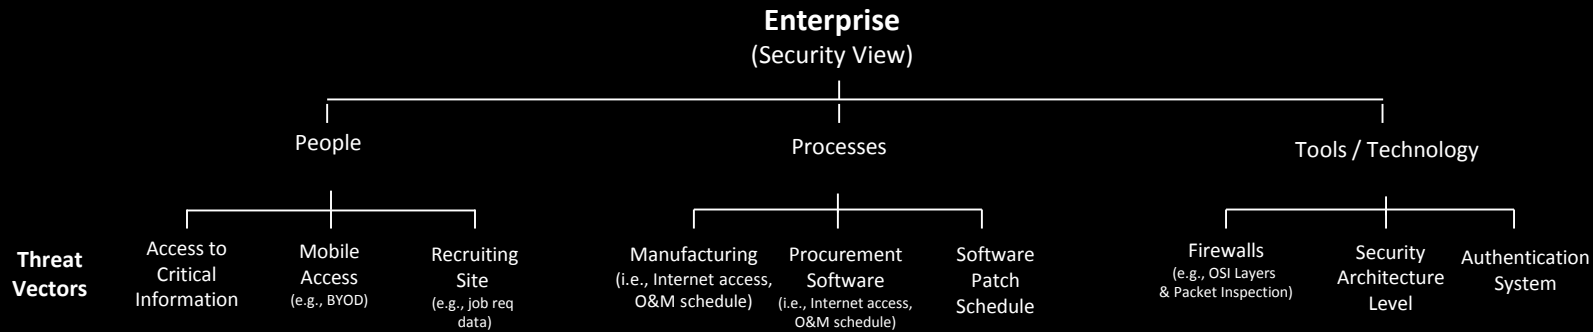 Enterprise
(Security View)
People
Processes
Tools / Technology
Threat
Vectors
Access to
Critical
Information
Mobile
Access
(e.g., BYOD)
Recruiting
Site
(e.g., job req
data)
Manufacturing
(i.e., Internet access,
O&M schedule)
Procurement
Software
(i.e., Internet access,
O&M schedule)
Software
Patch
Schedule
Firewalls
(e.g., OSI Layers
& Packet Inspection)
Security
Architecture
Level
Authentication
System